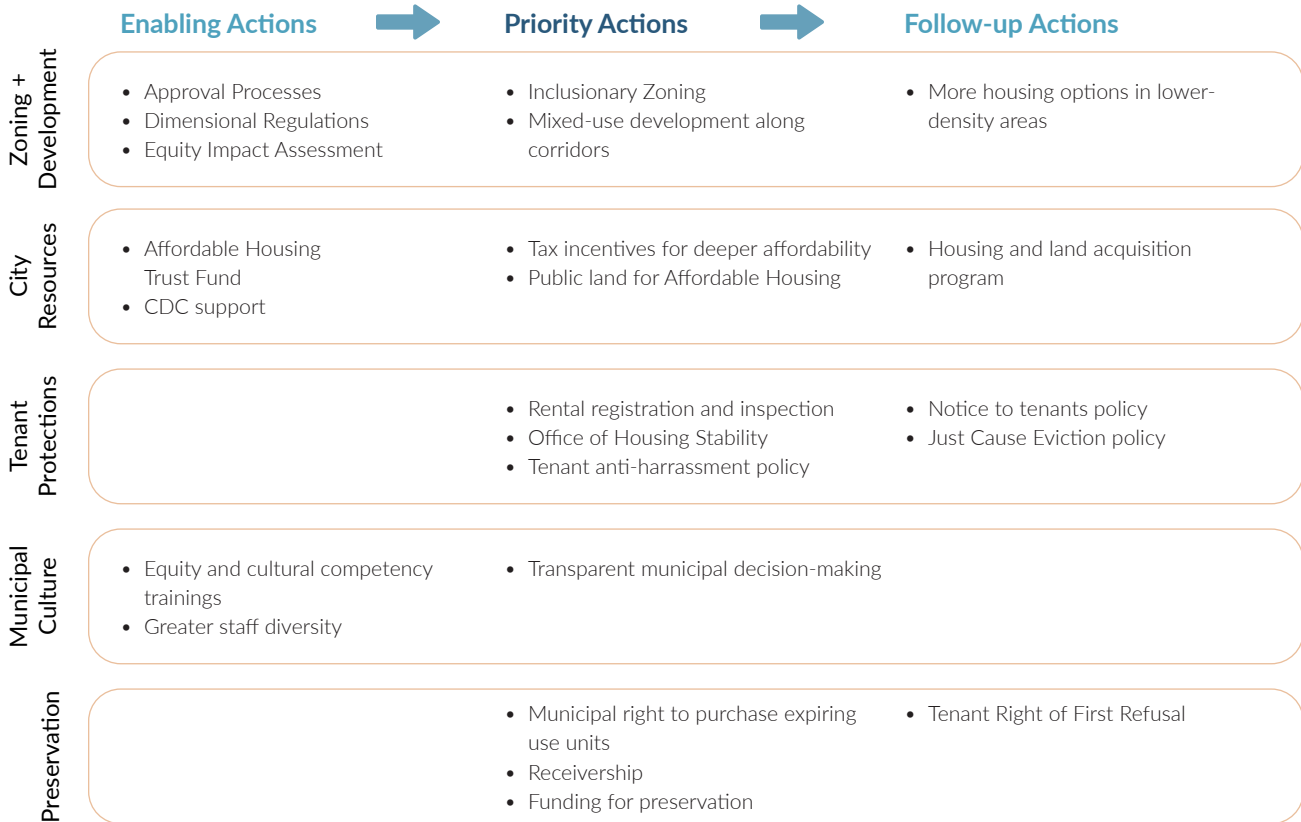 Enabling Actions
Priority Actions
Follow-up Actions
Zoning +
Development
• Approval Processes
• Dimensional Regulations
• Equity Impact Assessment
• Inclusionary Zoning
• Mixed-use development along
corridors
• More housing options in lower-
density areas
City
Resources
• Affordable Housing
Trust Fund
• CDC support
• Tax incentives for deeper affordability
• Public land for Affordable Housing
• Housing and land acquisition
program
Tenant
Protections
• Rental registration and inspection
• Office of Housing Stability
• Tenant anti-harrassment policy
• Notice to tenants policy
• Just Cause Eviction policy
Municipal
Culture
• Equity and cultural competency
trainings
• Greater staff diversity
• Transparent municipal decision-making
Preservation
• Municipal right to purchase expiring
use units
• Receivership
• Funding for preservation
• Tenant Right of First Refusal